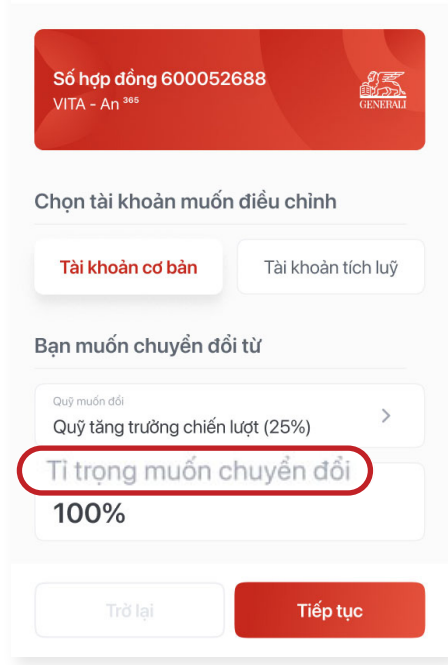 Số hợp đồng 600052688
VITA - An 365
GENERALI
Chọn tài khoản muốn điều chỉnh
Tài khoản cơ bản
Tài khoản tích luỹ
Bạn muốn chuyển đổi từ
Quỹ muốn đổi
Quỹ tăng trưởng chiến lượt (25%)
Tỉ trọng muốn chuyển đổi
100%
Trở lại
Tiếp tục